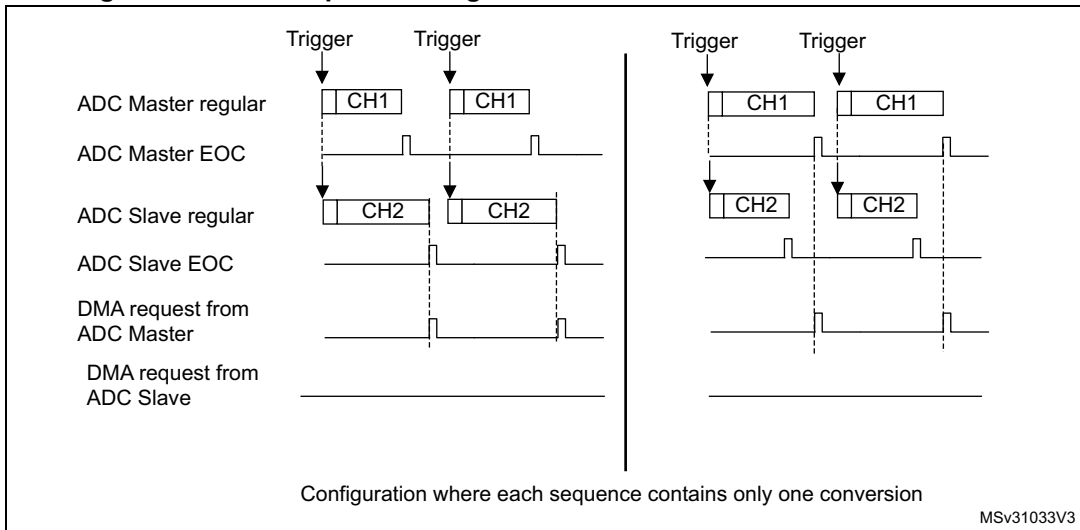 Trigger Trigger Trigger Trigger
ADC Master regular CH1 CH1 CH1 CH1
ADC Master EOC
ADC Slave regular CH2 CH2 CH2 CH2
ADC Slave EOC
DMA request from
ADC Master
DMA request from
ADC Slave
Configuration where each sequence contains only one conversion
MSv31033V3